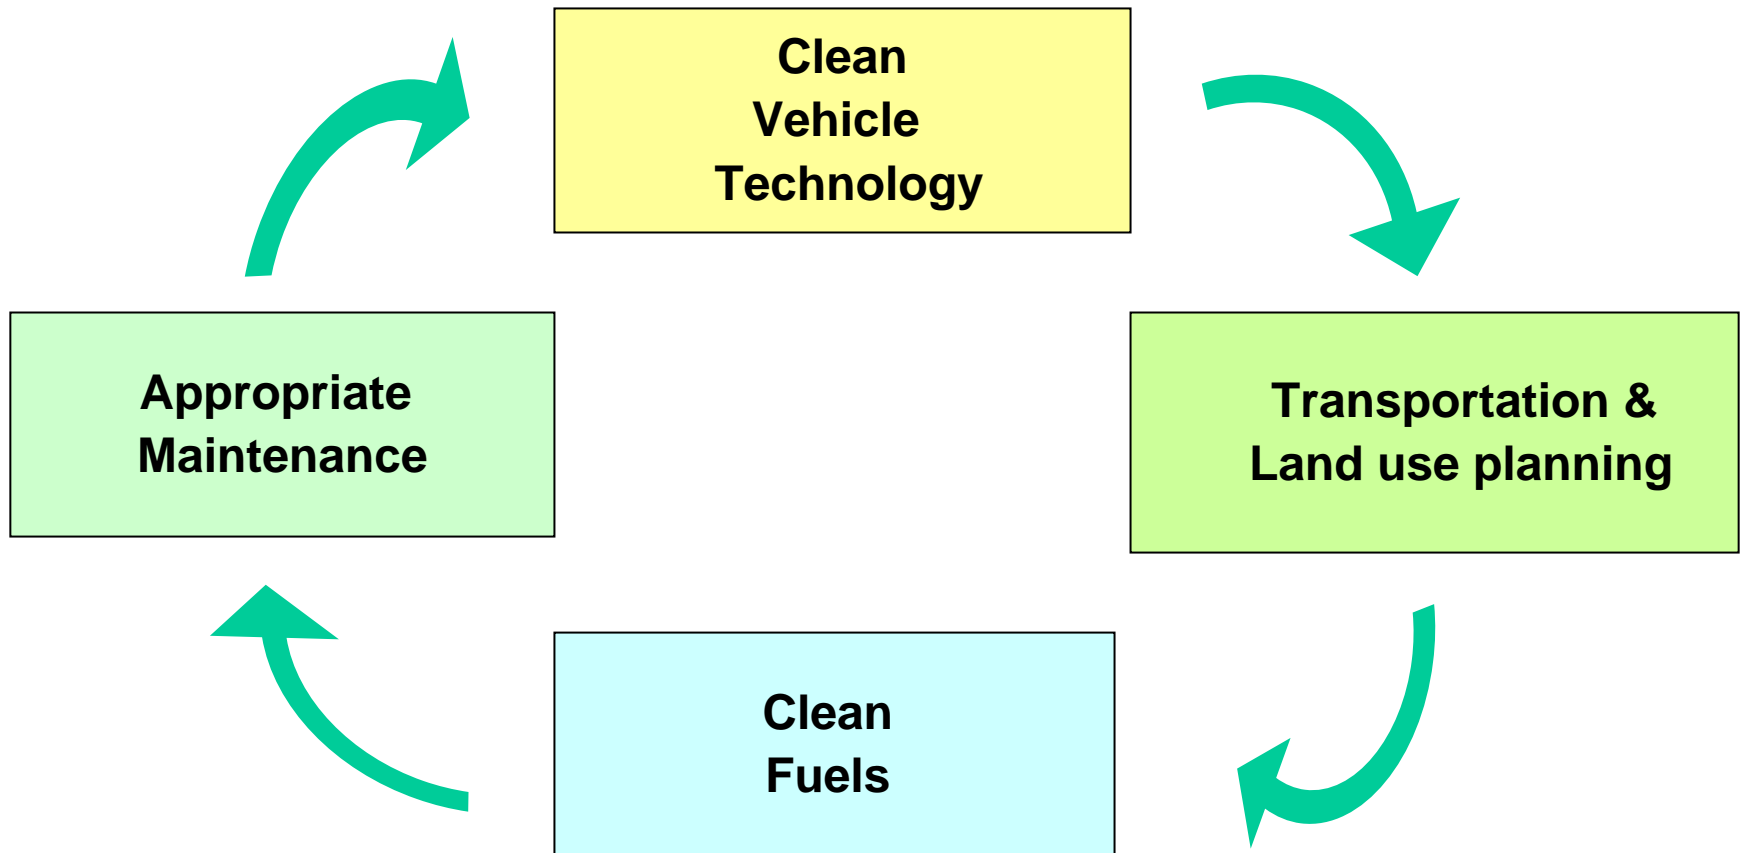 Clean
Vehicle
Technology
Appropriate
Maintenance
Transportation &
Land use planning
Clean
Fuels